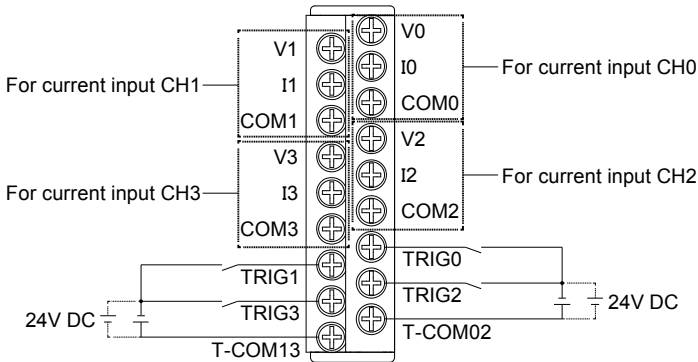 V0
V1
I0
For current input CH1
I1
For current input CH0
COM0
COM1
V2
V3
I2
For current input CH3
I3
For current input CH2
COM2
COM3
TRIG0
TRIG1
TRIG2
TRIG3
24V DC
24V DC
T-COM02
T-COM13